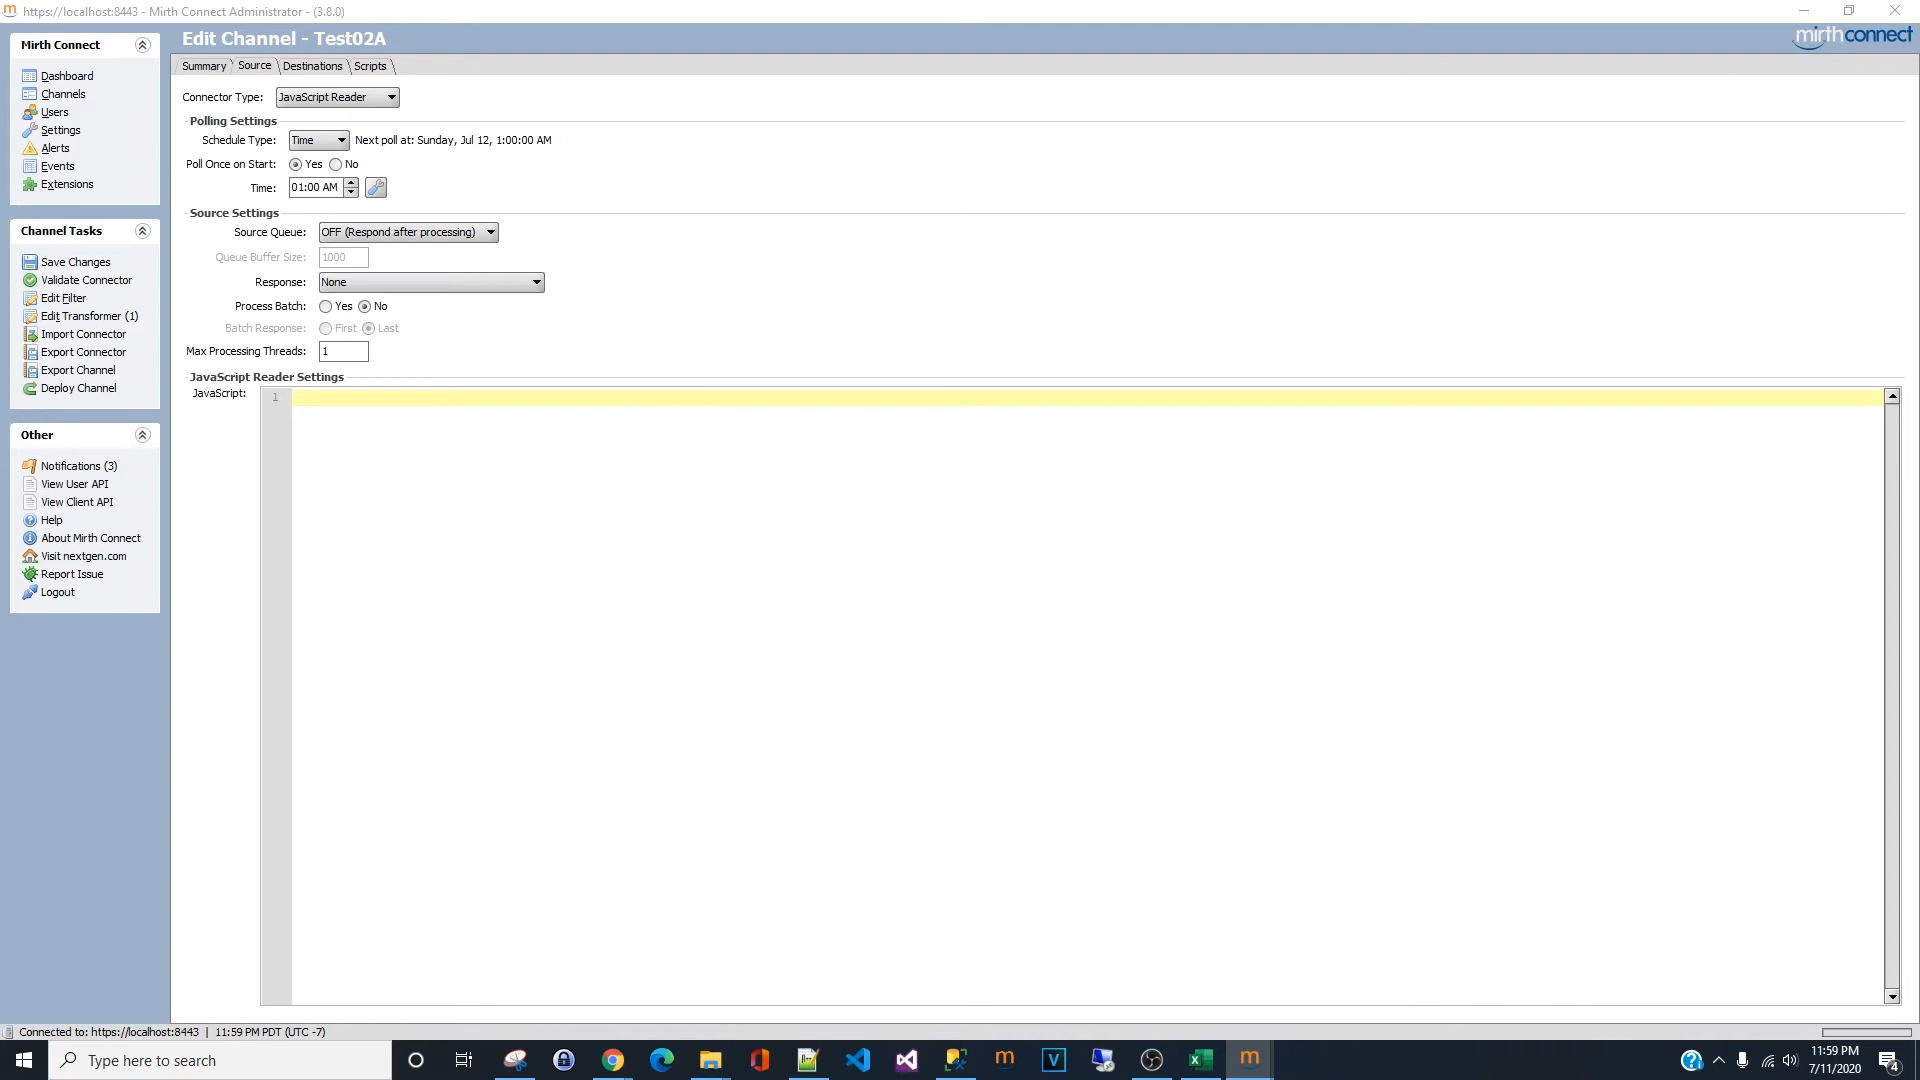 https://localhost:8443 - Mirth Connect Administrator - (3.8.0)
Mirth Connect
Dashboard
Channels
Users
Settings
Alerts
Events
Extensions
Channel Tasks
Save Changes
Validate Connector
Edit Filter
Edit Transformer (1)
Import Connector
Export Connector
Export Channel
Deploy Channel
Other
Notifications (3)
View User API
View Client API
Help
About Mirth Connect
Visit nextgen.com
Report Issue
Logout
Edit Channel - Test02A
mirthconnect
Summary Source Destinations Scripts
Connector Type: JavaScript Reader
Polling Settings
Schedule Type: Time Next poll at: Sunday, Jul 12, 1:00:00 AM
Poll Once on Start: Yes No
Time: 01:00 AM
Source Settings
Source Queue: OFF (Respond after processing)
Queue Buffer Size: 1000
Response: None
Process Batch: Yes No
Batch Response: First Last
Max Processing Threads: 1
JavaScript Reader Settings
JavaScript: 1
Connected to: https://localhost:8443 | 11:59 PM PDT (UTC -7)
Type here to search
11:59 PM
7/11/2020
4